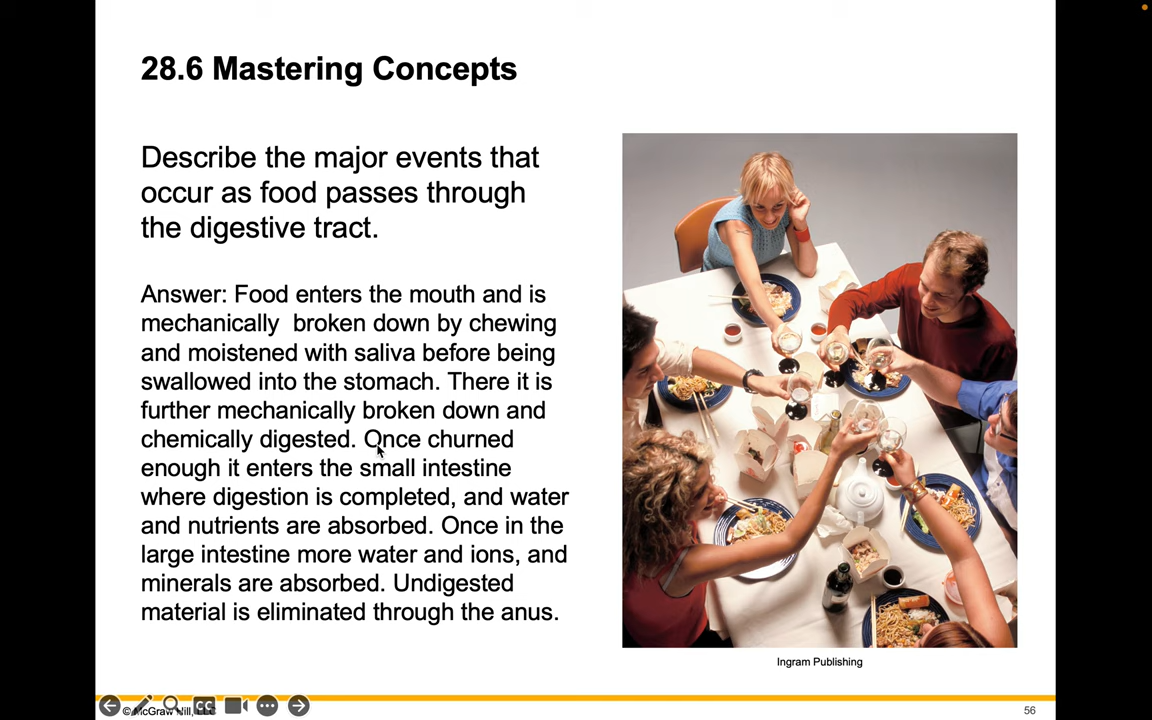 28.6 Mastering Concepts
Describe the major events that
occur as food passes through
the digestive tract.
Answer: Food enters the mouth and is
mechanically  broken down by chewing
and moistened with saliva before being
swallowed into the stomach. There it is
further mechanically broken down and
chemically digested. Once churned
enough it enters the small intestine
where digestion is completed, and water
and nutrients are absorbed. Once in the
large intestine more water and ions, and
minerals are absorbed. Undigested
material is eliminated through the anus.
Ingram Publishing
CC
© McGraw Hill, LLC
56